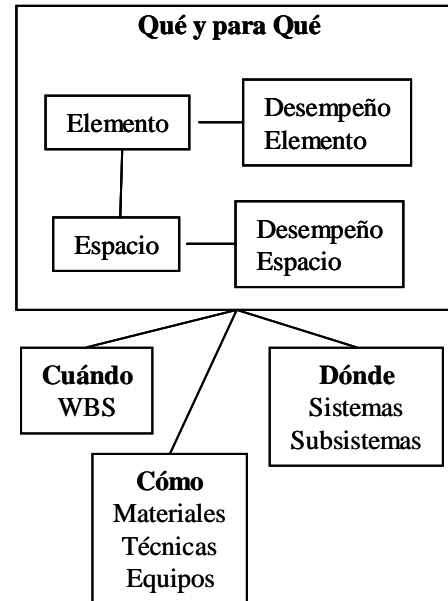 Qué y para Qué
Elemento
Desempeño
Elemento
Espacio
Desempeño
Espacio
Cuándo
WBS
Dónde
Sistemas
Subsistemas
Cómo
Materiales
Técnicas
Equipos